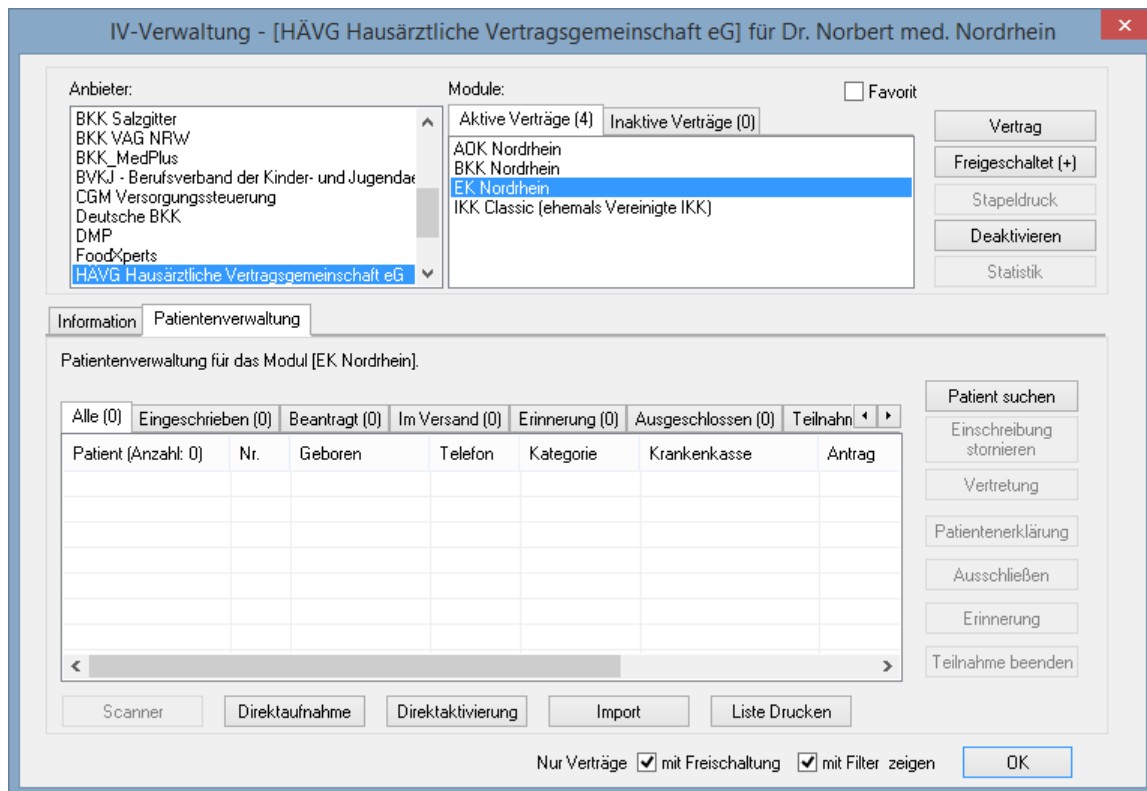 IV-Verwaltung - [HÄVG Hausärztliche Vertragsgemeinschaft eG] für Dr. Norbert med. Nordrhein
Anbieter:
BKK Salzgitter
BKK VAG NRW
BKK_MedPlus
BVKJ - Berufsverband der Kinder- und Jugendae
CGM Versorgungssteuerung
Deutsche BKK
DMP
FoodXperts
HÄVG Hausärztliche Vertragsgemeinschaft eG
Module:
Favorit
Aktive Verträge (4) Inaktive Verträge (0)
AOK Nordrhein
BKK Nordrhein
EK Nordrhein
IKK Classic (ehemals Vereinigte IKK)
Vertrag
Freigeschaltet (+)
Stapeldruck
Deaktivieren
Statistik
Information Patientenverwaltung
Patientenverwaltung für das Modul [EK Nordrhein].
Alle (0) Eingeschrieben (0) Beantragt (0) Im Versand (0) Erinnerung (0) Ausgeschlossen (0) Teilnahm
Patient (Anzahl: 0) Nr. Geboren Telefon Kategorie Krankenkasse Antrag
Patient suchen
Einschreibung
stornieren
Vertretung
Patientenerklärung
Ausschließen
Erinnerung
Teilnahme beenden
Scanner Direktaufnahme Direktaktivierung Import Liste Drucken
Nur Verträge mit Freischaltung mit Filter zeigen OK